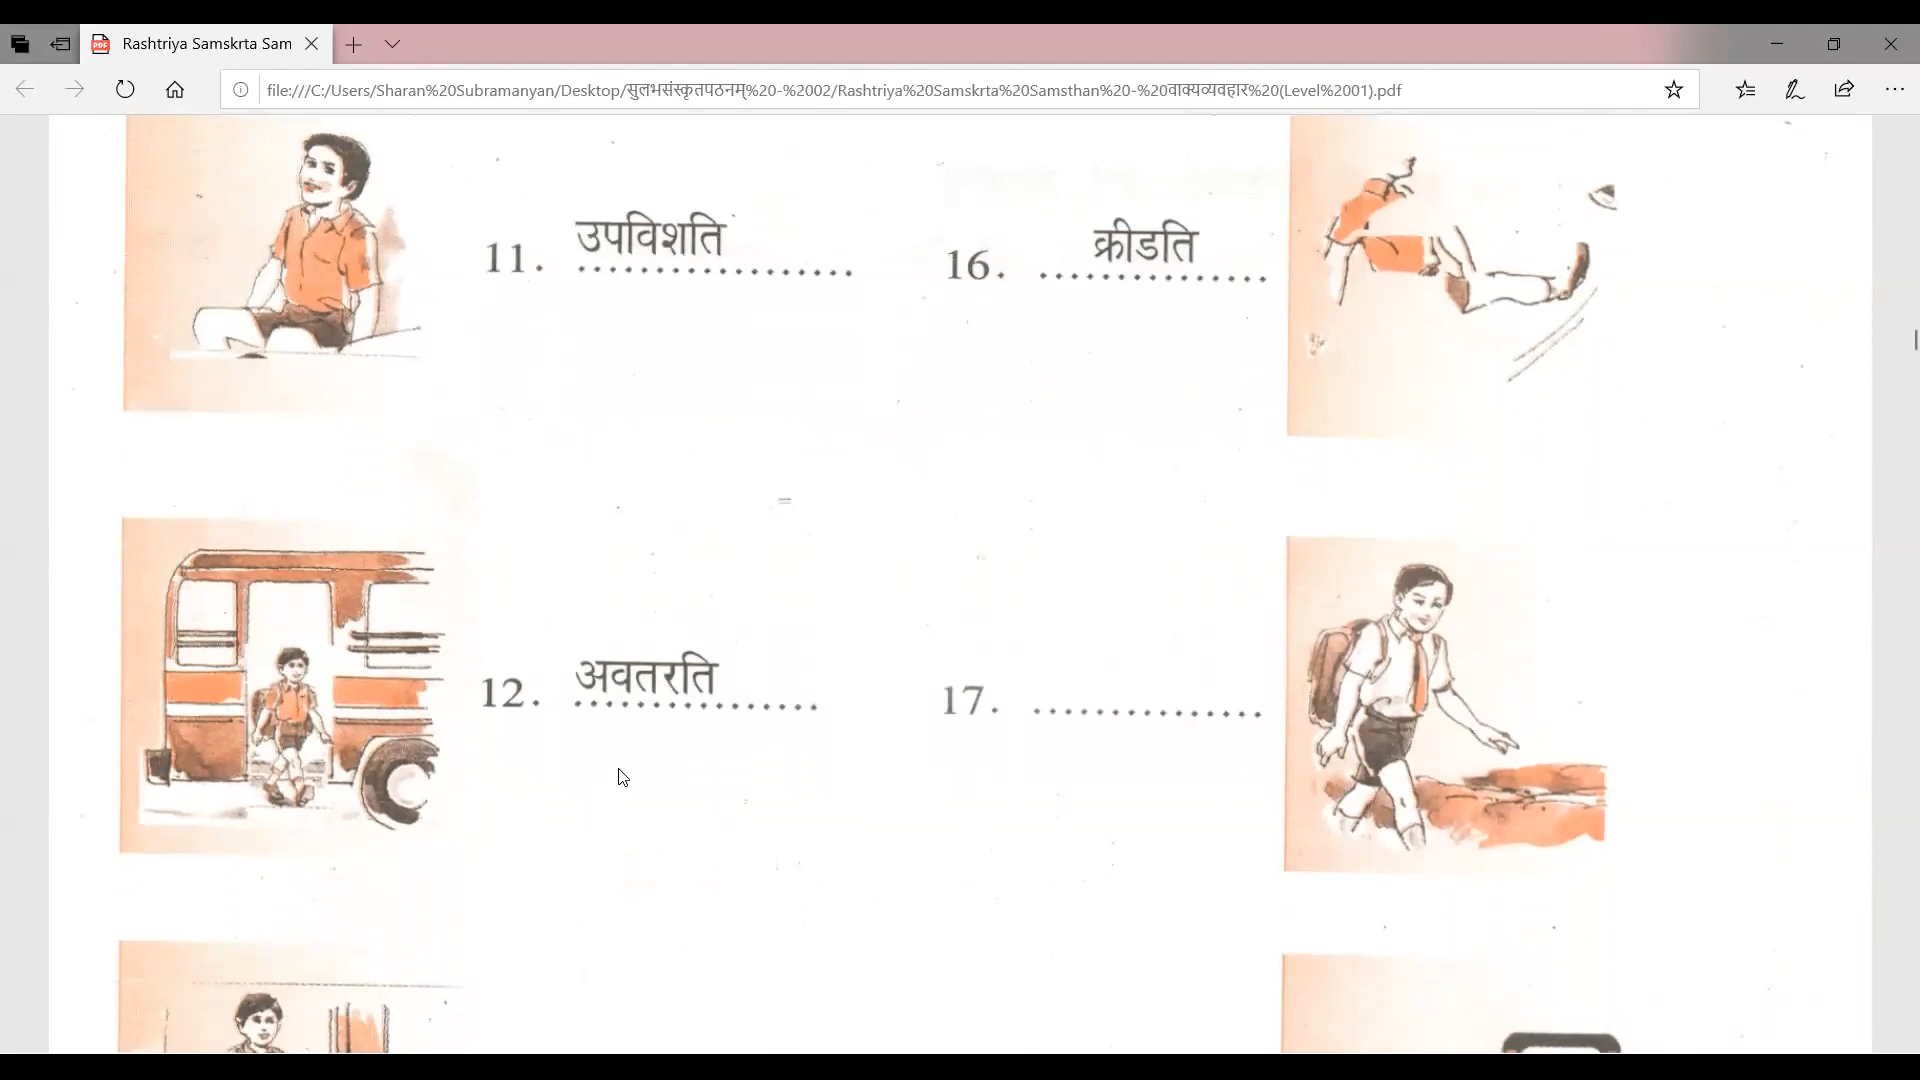 Rashtriya Samskrta Sam
file:///C:/Users/Sharan%20Subramanyan/Desktop/सुलभसंस्कृतपठनम्%20-%2002/Rashtriya%20Samskrta%20Samsthan%20-%20वाक्यव्यवहार%20(Level%2001).pdf
11. उपविशति
16. क्रीडति
12. अवतरति
17. ...............